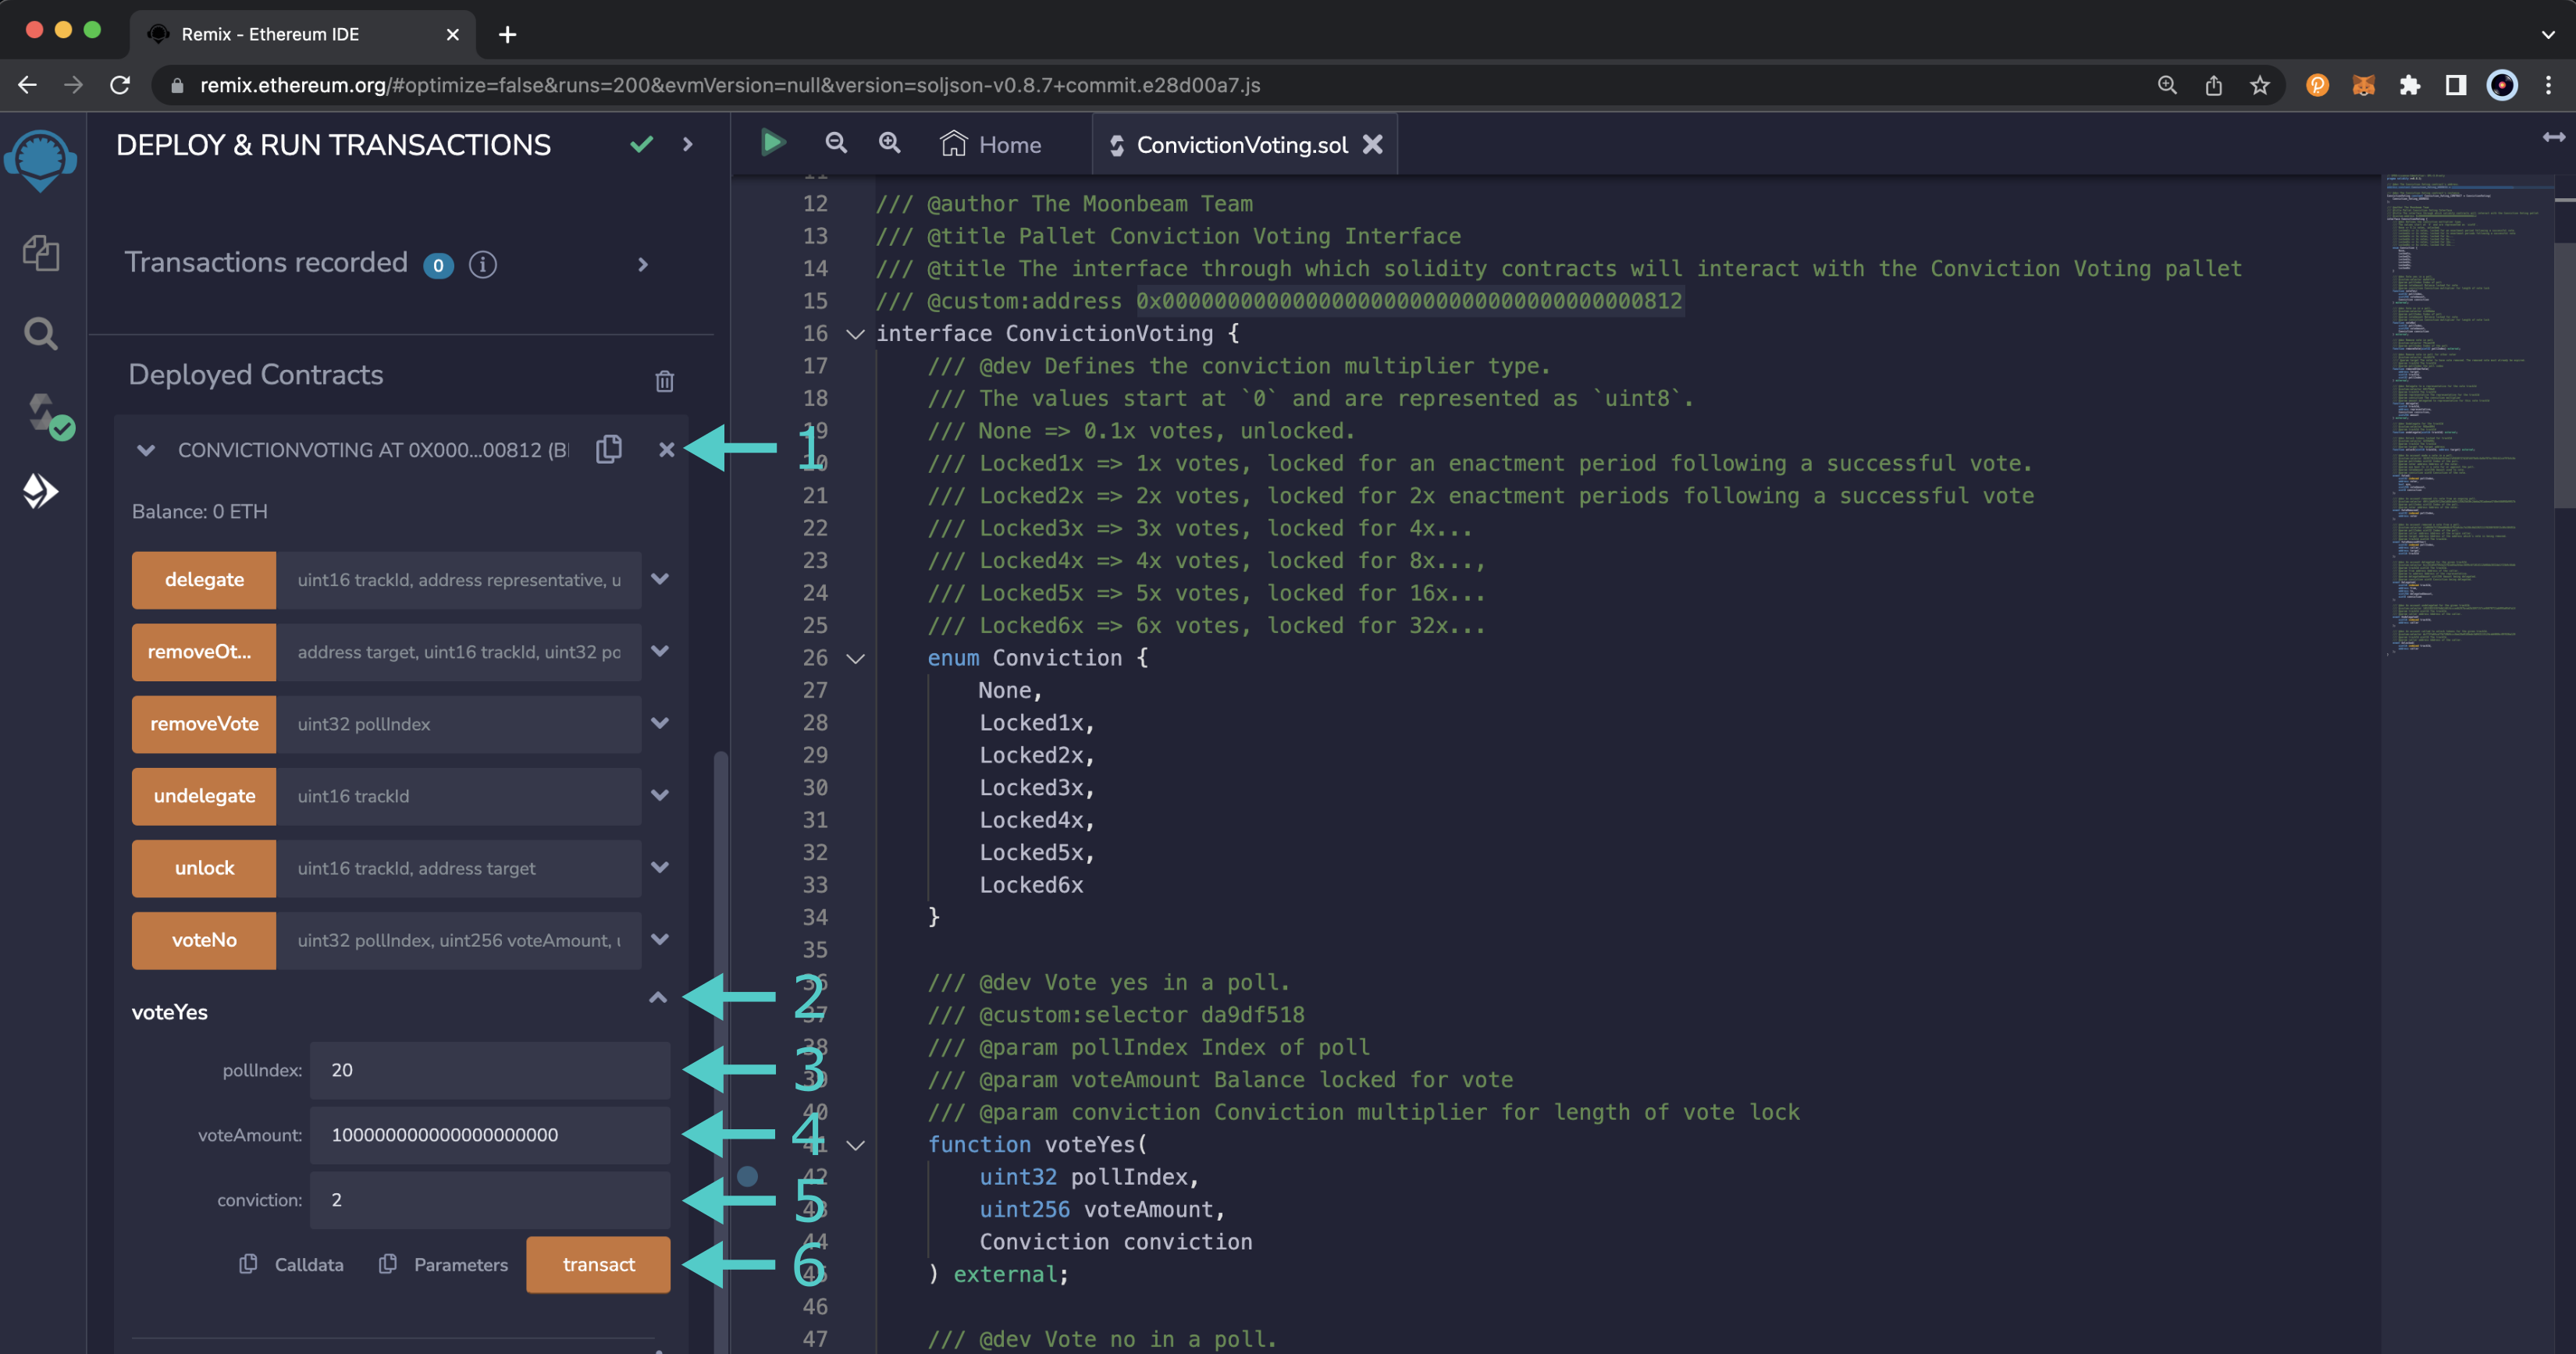 Remix - Ethereum IDE
remix.ethereum.org/#optimize=false&runs=200&evmVersion=null&version=soljson-v0.8.7+commit.e28d00a7.js
DEPLOY & RUN TRANSACTIONS
Transactions recorded 0 i
Deployed Contracts
CONVICTIONVOTING AT 0X000...00812 (B
1
Balance: 0 ETH
delegate uint16 trackId, address representative, u
removeOt... address target, uint16 trackId, uint32 po
removeVote uint32 pollIndex
undelegate uint16 trackId
unlock uint16 trackId, address target
voteNo uint32 pollIndex, uint256 voteAmount, u
2
voteYes
pollIndex: 20
3
voteAmount: 100000000000000000000
4
conviction: 2
5
Calldata Parameters transact
6
Home ConvictionVoting.sol
11
12 /// @author The Moonbeam Team
13 /// @title Pallet Conviction Voting Interface
14 /// @title The interface through which solidity contracts will interact with the Conviction Voting pallet
15 /// @custom:address 0x0000000000000000000000000000000000000812
16 interface ConvictionVoting {
17 /// @dev Defines the conviction multiplier type.
18 /// The values start at `0` and are represented as `uint8`.
19 /// None => 0.1x votes, unlocked.
20 /// Locked1x => 1x votes, locked for an enactment period following a successful vote.
21 /// Locked2x => 2x votes, locked for 2x enactment periods following a successful vote
22 /// Locked3x => 3x votes, locked for 4x...
23 /// Locked4x => 4x votes, locked for 8x...,
24 /// Locked5x => 5x votes, locked for 16x...
25 /// Locked6x => 6x votes, locked for 32x...
26 enum Conviction {
27 None,
28 Locked1x,
29 Locked2x,
30 Locked3x,
31 Locked4x,
32 Locked5x,
33 Locked6x
34 }
35
36 /// @dev Vote yes in a poll.
37 /// @custom:selector da9df518
38 /// @param pollIndex Index of poll
39 /// @param voteAmount Balance locked for vote
40 /// @param conviction Conviction multiplier for length of vote lock
41 function voteYes(
42 uint32 pollIndex,
43 uint256 voteAmount,
44 Conviction conviction
45 ) external;
46
47 /// @dev Vote no in a poll.